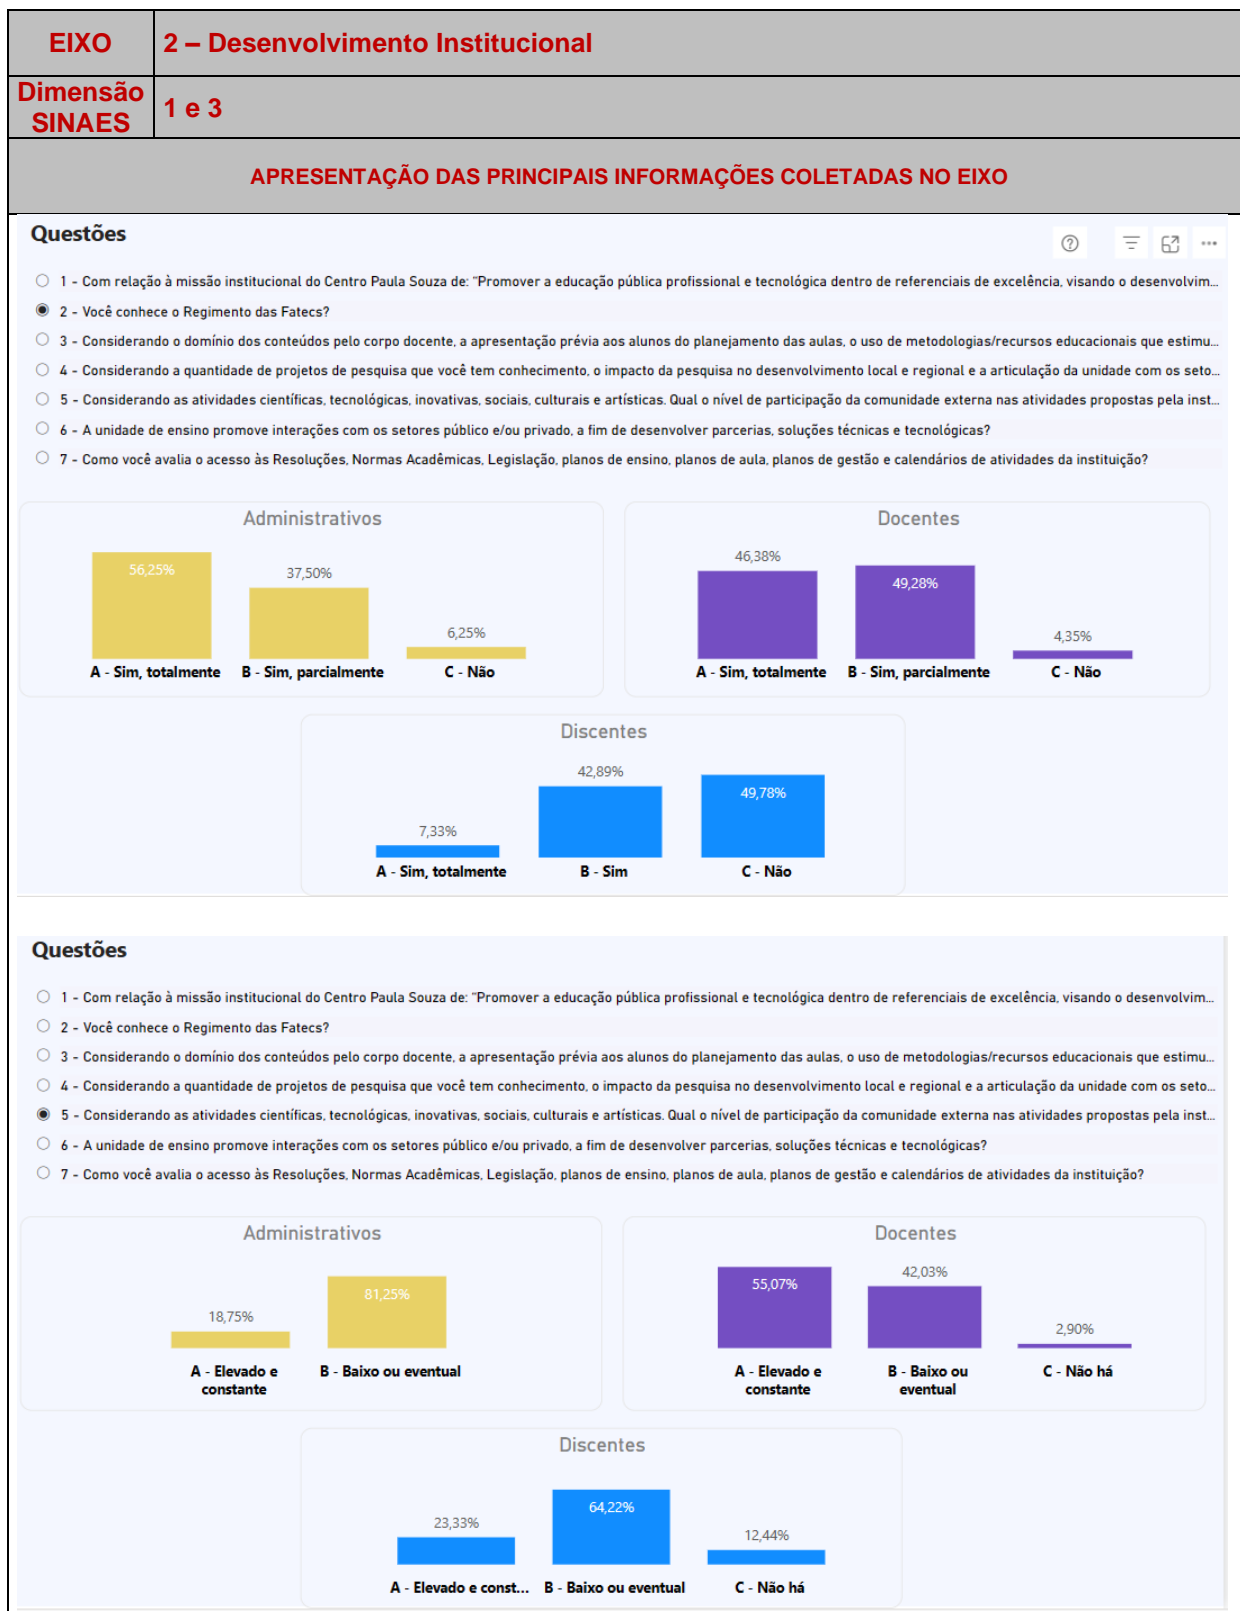 EIXO
2 – Desenvolvimento Institucional
Dimensão
SINAES
1 e 3
APRESENTAÇÃO DAS PRINCIPAIS INFORMAÇÕES COLETADAS NO EIXO
Questões
1 - Com relação à missão institucional do Centro Paula Souza de: "Promover a educação pública profissional e tecnológica dentro de referenciais de excelência, visando o desenvolvim...
2 - Você conhece o Regimento das Fatecs?
3 - Considerando o domínio dos conteúdos pelo corpo docente, a apresentação prévia aos alunos do planejamento das aulas, o uso de metodologias/recursos educacionais que estimu...
4 - Considerando a quantidade de projetos de pesquisa que você tem conhecimento, o impacto da pesquisa no desenvolvimento local e regional e a articulação da unidade com os seto...
5 - Considerando as atividades científicas, tecnológicas, inovativas, sociais, culturais e artísticas. Qual o nível de participação da comunidade externa nas atividades propostas pela inst...
6 - A unidade de ensino promove interações com os setores público e/ou privado, a fim de desenvolver parcerias, soluções técnicas e tecnológicas?
7 - Como você avalia o acesso às Resoluções, Normas Acadêmicas, Legislação, planos de ensino, planos de aula, planos de gestão e calendários de atividades da instituição?
Administrativos
56,25%
37,50%
6,25%
A - Sim, totalmente
B - Sim, parcialmente
C - Não
Docentes
46,38%
49,28%
4,35%
A - Sim, totalmente
B - Sim, parcialmente
C - Não
Discentes
7,33%
42,89%
49,78%
A - Sim, totalmente
B - Sim
C - Não
Questões
1 - Com relação à missão institucional do Centro Paula Souza de: "Promover a educação pública profissional e tecnológica dentro de referenciais de excelência, visando o desenvolvim...
2 - Você conhece o Regimento das Fatecs?
3 - Considerando o domínio dos conteúdos pelo corpo docente, a apresentação prévia aos alunos do planejamento das aulas, o uso de metodologias/recursos educacionais que estimu...
4 - Considerando a quantidade de projetos de pesquisa que você tem conhecimento, o impacto da pesquisa no desenvolvimento local e regional e a articulação da unidade com os seto...
5 - Considerando as atividades científicas, tecnológicas, inovativas, sociais, culturais e artísticas. Qual o nível de participação da comunidade externa nas atividades propostas pela inst...
6 - A unidade de ensino promove interações com os setores público e/ou privado, a fim de desenvolver parcerias, soluções técnicas e tecnológicas?
7 - Como você avalia o acesso às Resoluções, Normas Acadêmicas, Legislação, planos de ensino, planos de aula, planos de gestão e calendários de atividades da instituição?
Administrativos
18,75%
81,25%
A - Elevado e
constante
B - Baixo ou eventual
Docentes
55,07%
42,03%
2,90%
A - Elevado e
constante
B - Baixo ou
eventual
C - Não há
Discentes
23,33%
64,22%
12,44%
A - Elevado e const...
B - Baixo ou eventual
C - Não há